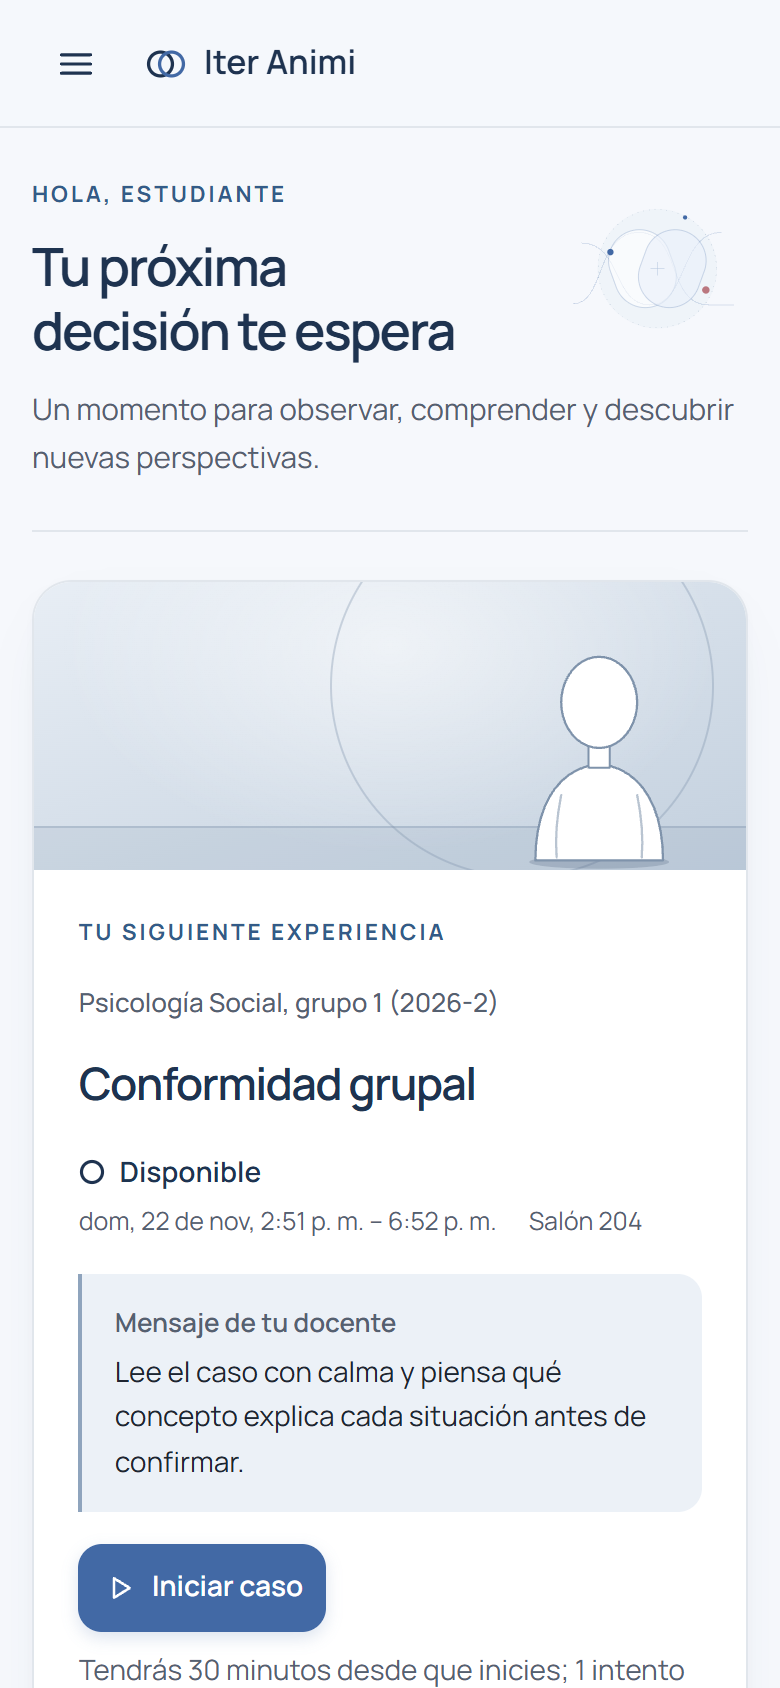 Iter Animi
HOLA, ESTUDIANTE
Tu próxima
decisión te espera
Un momento para observar, comprender y descubrir
nuevas perspectivas.
TU SIGUIENTE EXPERIENCIA
Psicología Social, grupo 1 (2026-2)
Conformidad grupal
Disponible
dom, 22 de nov, 2:51 p. m. – 6:52 p. m. Salón 204
Mensaje de tu docente
Lee el caso con calma y piensa qué
concepto explica cada situación antes de
confirmar.
Iniciar caso
Tendrás 30 minutos desde que inicies; 1 intento